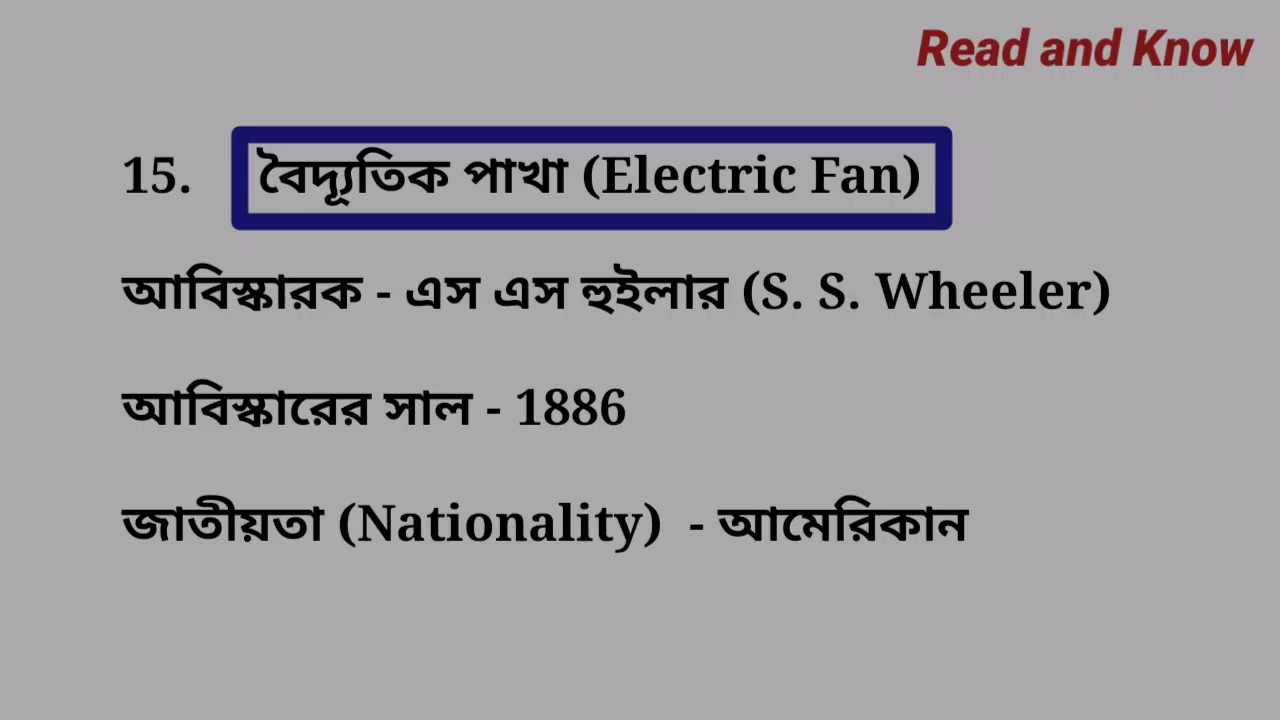 Read and Know
15. বৈদ্যূতিক পাখা (Electric Fan)
আবিস্কারক - এস এস হুইলার (S. S. Wheeler)
আবিস্কারের সাল - 1886
জাতীয়তা (Nationality) - আমেরিকান